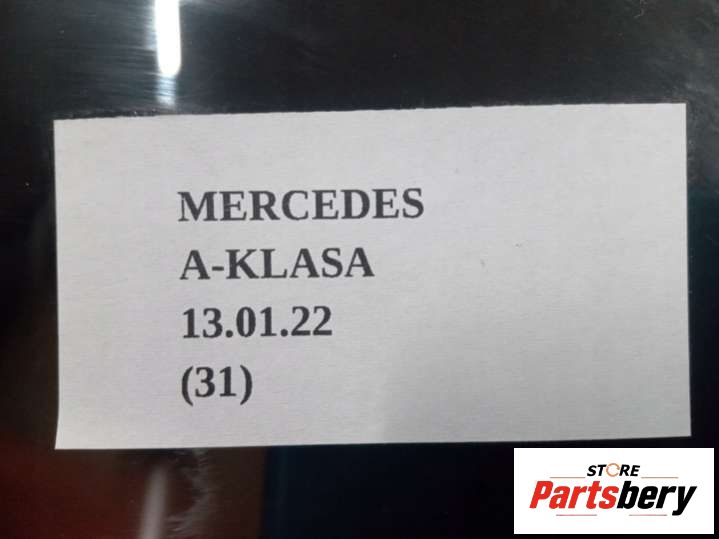 MERCEDES
A-KLASA
13.01.22
(31)
STORE
Partsbery